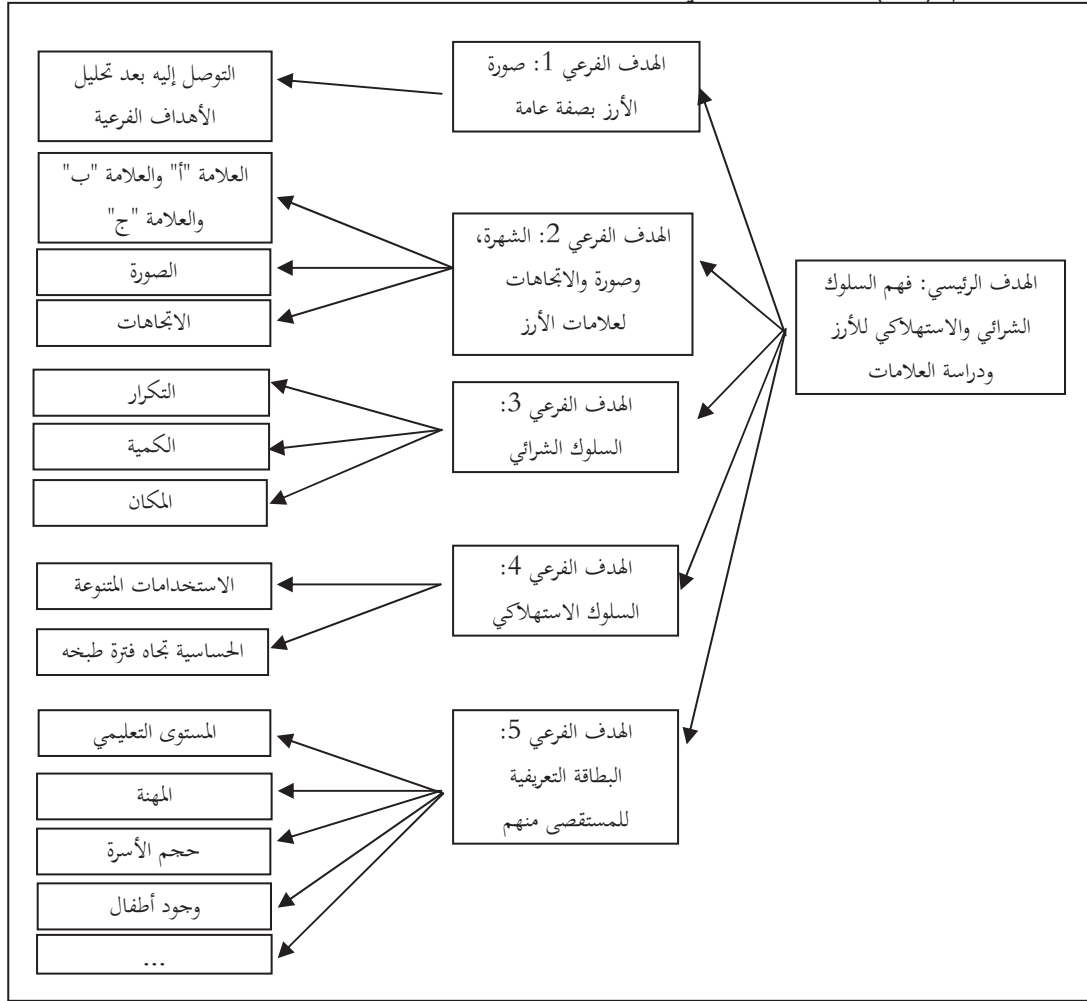 الهدف الرئيسي: فهم السلوك
الشرائي والاستهلاكي للأرز
ودراسة العلامات
الهدف الفرعي 1: صورة
الأرز بصفة عامة
التوصل إليه بعد تحليل
الأهداف الفرعية
الهدف الفرعي 2: الشهرة،
وصورة والاتجاهات
لعلامات الأرز
العلامة "أ" والعلامة "ب"
والعلامة "ج"
الصورة
الاتجاهات
الهدف الفرعي 3:
السلوك الشرائي
التكرار
الكمية
المكان
الهدف الفرعي 4:
السلوك الاستهلاكي
الاستخدامات المتنوعة
الحساسية تجاه فترة طبخه
الهدف الفرعي 5:
البطاقة التعريفية
للمستقصى منهم
المستوى التعليمي
المهنة
حجم الأسرة
وجود أطفال
...